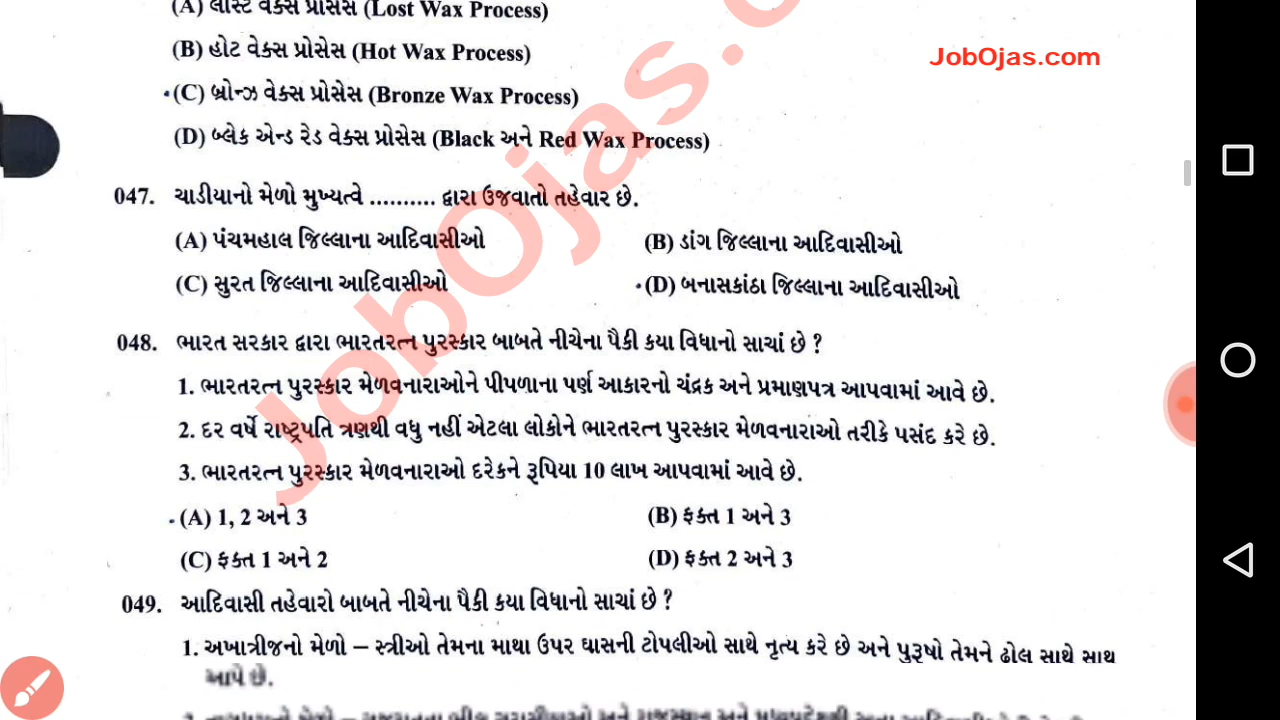 (A) લોસ્ટ વેક્સ પ્રોસેસ (Lost Wax Process)
(B) હોટ વેક્સ પ્રોસેસ (Hot Wax Process)
JobOjas.com
(C) બ્રોન્ઝ વેક્સ પ્રોસેસ (Bronze Wax Process)
(D) બ્લેક એન્ડ રેડ વેક્સ પ્રોસેસ (Black અને Red Wax Process)
047. ચાડીયાનો મેળો મુખ્યત્વે .......... દ્વારા ઉજવાતો તહેવાર છે.
(A) પંચમહાલ જિલ્લાના આદિવાસીઓ (B) ડાંગ જિલ્લાના આદિવાસીઓ
(C) સુરત જિલ્લાના આદિવાસીઓ (D) બનાસકાંઠા જિલ્લાના આદિવાસીઓ
048. ભારત સરકાર દ્વારા ભારતરત્ન પુરસ્કાર બાબતે નીચેના પૈકી કયા વિધાનો સાચાં છે ?
1. ભારતરત્ન પુરસ્કાર મેળવનારાઓને પીપળાના પર્ણ આકારનો ચંદ્રક અને પ્રમાણપત્ર આપવામાં આવે છે.
2. દર વર્ષે રાષ્ટ્રપતિ ત્રણથી વધુ નહીં એટલા લોકોને ભારતરત્ન પુરસ્કાર મેળવનારાઓ તરીકે પસંદ કરે છે.
3. ભારતરત્ન પુરસ્કાર મેળવનારાઓ દરેકને રૂપિયા 10 લાખ આપવામાં આવે છે.
(A) 1, 2 અને 3 (B) ફક્ત 1 અને 3
(C) ફક્ત 1 અને 2 (D) ફક્ત 2 અને 3
049. આદિવાસી તહેવારો બાબતે નીચેના પૈકી કયા વિધાનો સાચાં છે ?
1. અખાત્રીજનો મેળો – સ્ત્રીઓ તેમના માથા ઉપર ઘાસની ટોપલીઓ સાથે નૃત્ય કરે છે અને પુરૂષો તેમને ઢોલ સાથે સાથ
આપે છે.
JobOjas.c